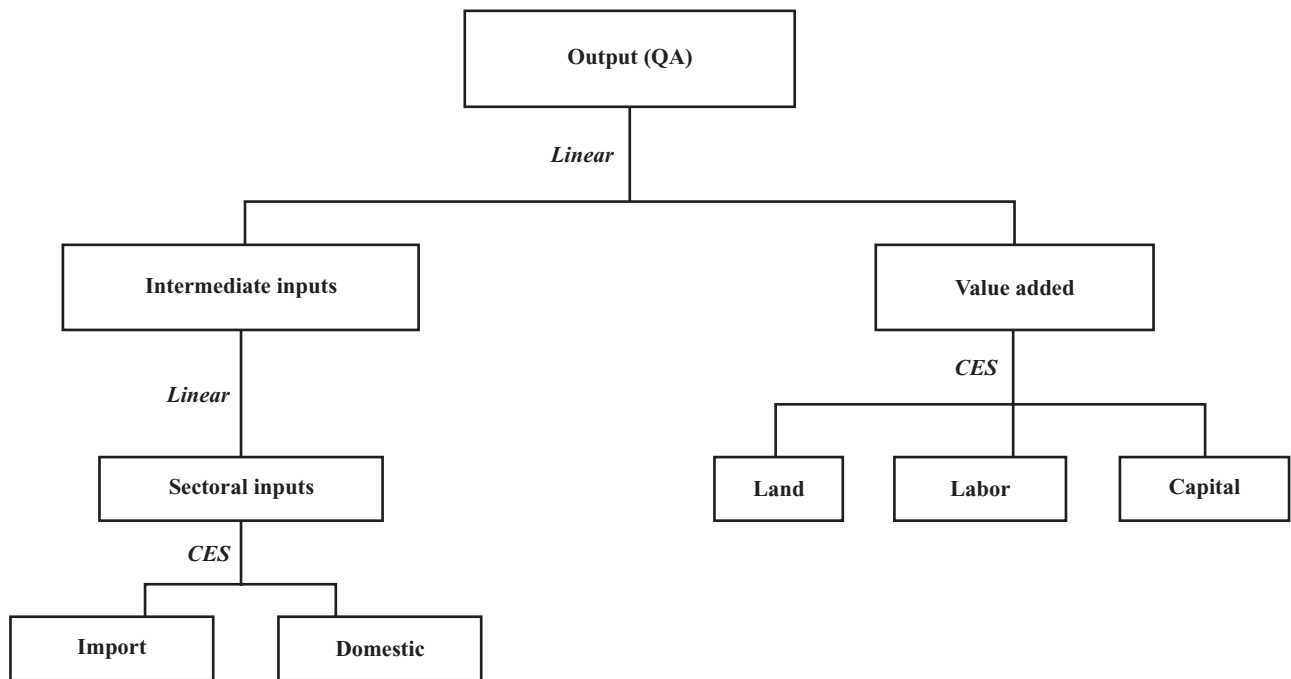 Output (QA)
Linear
Intermediate inputs
Value added
Linear
CES
Sectoral inputs
Land
Labor
Capital
CES
Import
Domestic